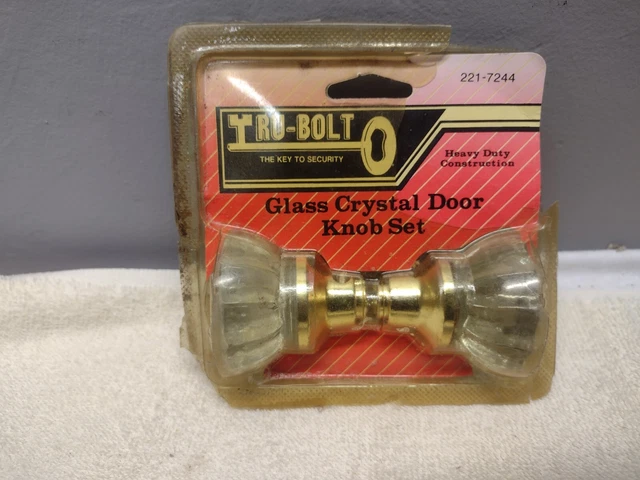 221-7244
TRU-BOLT
THE KEY TO SECURITY
Heavy Duty
Construction
Glass Crystal Door
Knob Set